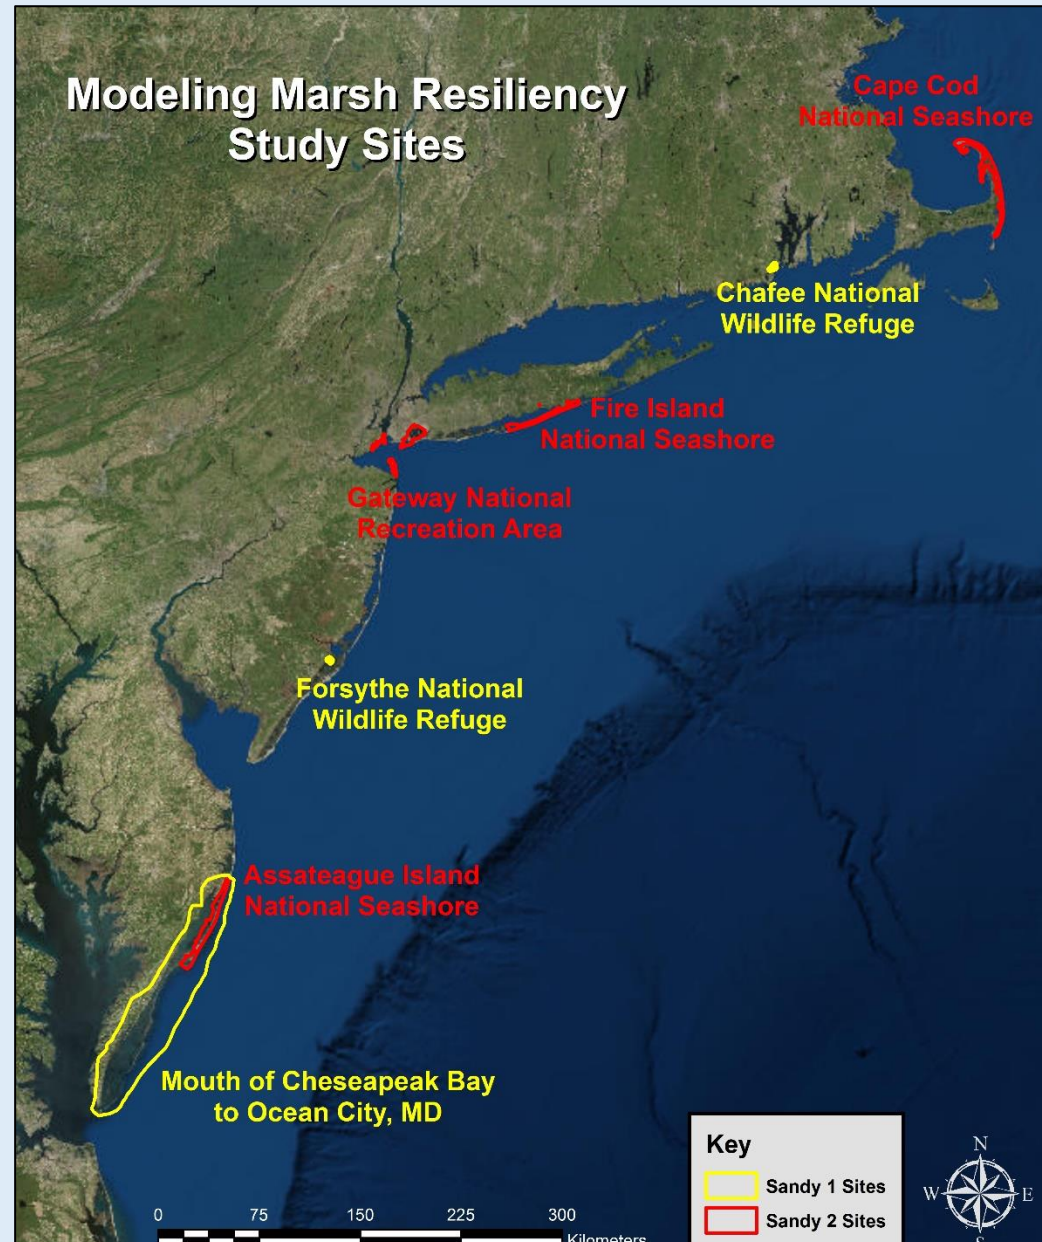 Modeling Marsh Resiliency
Study Sites
Cape Cod
National Seashore
Chafee National
Wildlife Refuge
Fire Island
National Seashore
Gateway National
Recreation Area
Forsythe National
Wildlife Refuge
Assateague Island
National Seashore
Mouth of Cheseapeak Bay
to Ocean City, MD
Key
Sandy 1 Sites
Sandy 2 Sites
N
W E
S
0 75 150 225 300
Kilometers